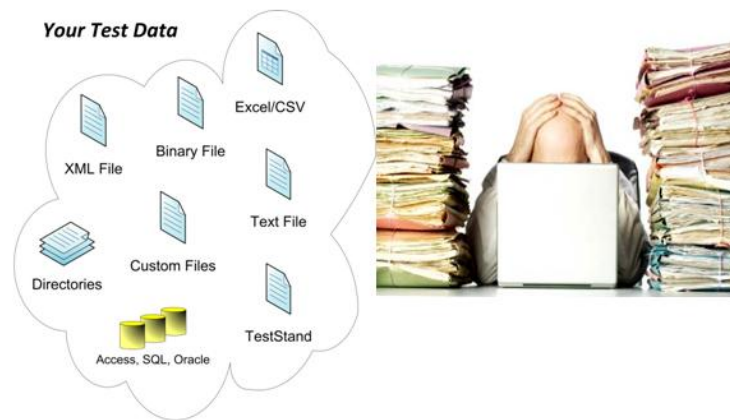 Your Test Data
Excel/CSV
XML File
Binary File
Text File
Directories
Custom Files
TestStand
Access, SQL, Oracle